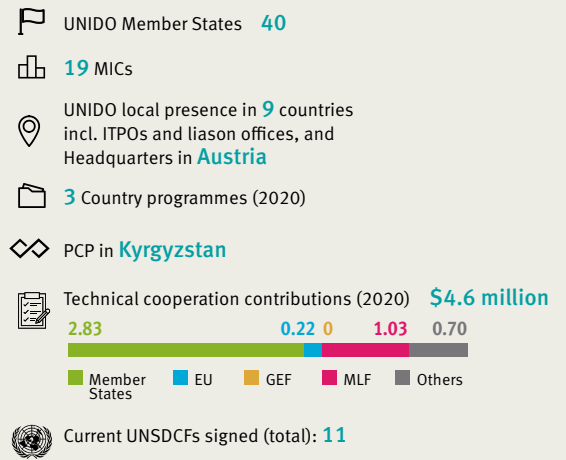 UNIDO Member States 40
19 MICs
UNIDO local presence in 9 countries
incl. ITPOs and liason offices, and
Headquarters in Austria
3 Country programmes (2020)
PCP in Kyrgyzstan
Technical cooperation contributions (2020) $4.6 million
2.83 0.22 0 1.03 0.70
Member States EU GEF MLF Others
Current UNSDCFs signed (total): 11